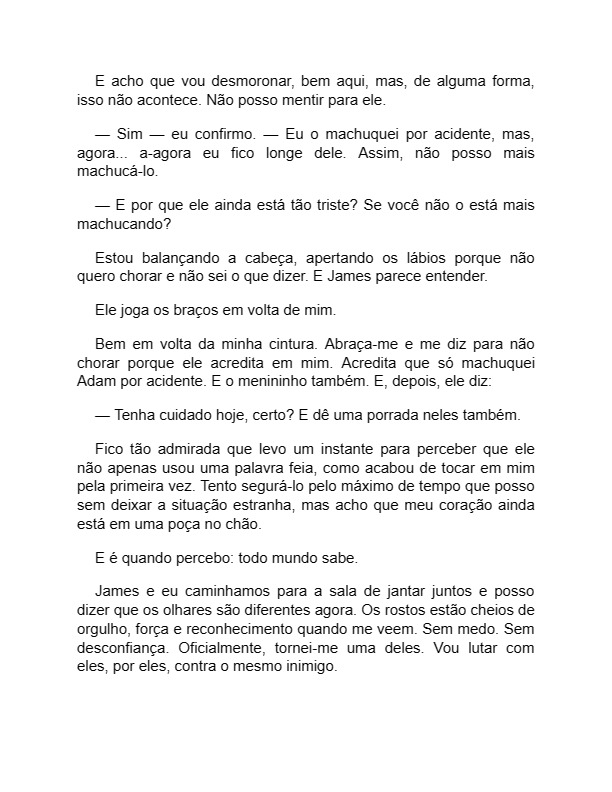 E acho que vou desmoronar, bem aqui, mas, de alguma forma,
isso não acontece. Não posso mentir para ele.
— Sim — eu confirmo. — Eu o machuquei por acidente, mas,
agora... a-agora eu fico longe dele. Assim, não posso mais
machucá-lo.
— E por que ele ainda está tão triste? Se você não o está mais
machucando?
Estou balançando a cabeça, apertando os lábios porque não
quero chorar e não sei o que dizer. E James parece entender.
Ele joga os braços em volta de mim.
Bem em volta da minha cintura. Abraça-me e me diz para não
chorar porque ele acredita em mim. Acredita que só machuquei
Adam por acidente. E o menininho também. E, depois, ele diz:
— Tenha cuidado hoje, certo? E dê uma porrada neles também.
Fico tão admirada que levo um instante para perceber que ele
não apenas usou uma palavra feia, como acabou de tocar em mim
pela primeira vez. Tento segurá-lo pelo máximo de tempo que posso
sem deixar a situação estranha, mas acho que meu coração ainda
está em uma poça no chão.
E é quando percebo: todo mundo sabe.
James e eu caminhamos para a sala de jantar juntos e posso
dizer que os olhares são diferentes agora. Os rostos estão cheios de
orgulho, força e reconhecimento quando me veem. Sem medo. Sem
desconfiança. Oficialmente, tornei-me uma deles. Vou lutar com
eles, por eles, contra o mesmo inimigo.